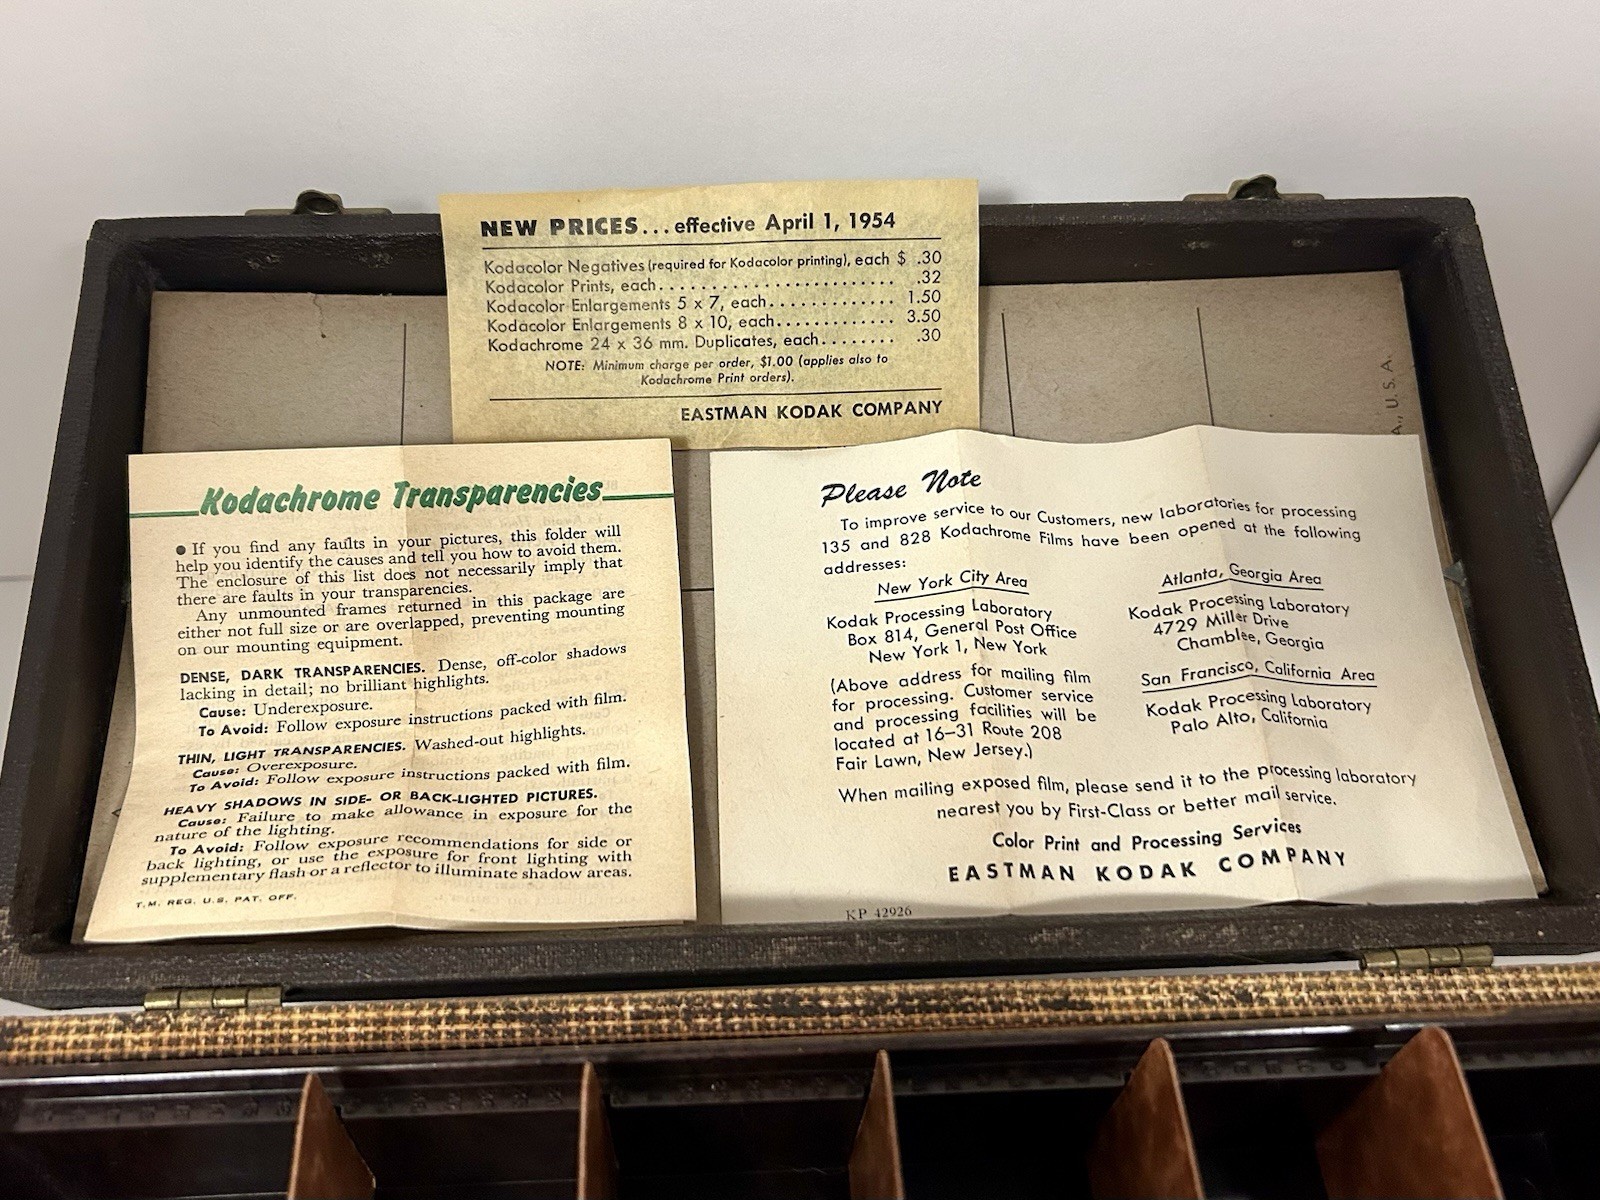 NEW PRICES...effective April 1, 1954
Kodacolor Negatives (required for Kodacolor printing), each $ .30
Kodacolor Prints, each....................... .32
Kodacolor Enlargements 5 x 7, each............. 1.50
Kodacolor Enlargements 8 x 10, each............ 3.50
Kodachrome 24 x 36 mm. Duplicates, each........ .30
NOTE: Minimum charge per order, $1.00 (applies also to
Kodachrome Print orders).
EASTMAN KODAK COMPANY
A., U.S.A.
Kodachrome Transparencies
● If you find any faults in your pictures, this folder will
help you identify the causes and tell you how to avoid them.
The enclosure of this list does not necessarily imply that
there are faults in your transparencies.
Any unmounted frames returned in this package are
either not full size or are overlapped, preventing mounting
on our mounting equipment.
DENSE, DARK TRANSPARENCIES. Dense, off-color shadows
lacking in detail; no brilliant highlights.
Cause: Underexposure.
To Avoid: Follow exposure instructions packed with film.
THIN, LIGHT TRANSPARENCIES. Washed-out highlights.
Cause: Overexposure.
To Avoid: Follow exposure instructions packed with film.
HEAVY SHADOWS IN SIDE- OR BACK-LIGHTED PICTURES.
Cause: Failure to make allowance in exposure for the
nature of the lighting.
To Avoid: Follow exposure recommendations for side or
back lighting, or use the exposure for front lighting with
supplementary flash or a reflector to illuminate shadow areas.
T.M. REG. U.S. PAT. OFF.
Please Note
To improve service to our Customers, new laboratories for processing
135 and 828 Kodachrome Films have been opened at the following
addresses:
New York City Area
Kodak Processing Laboratory
Box 814, General Post Office
New York 1, New York
(Above address for mailing film
for processing. Customer service
and processing facilities will be
located at 16-31 Route 208
Fair Lawn, New Jersey.)
Atlanta, Georgia Area
Kodak Processing Laboratory
4729 Miller Drive
Chamblee, Georgia
San Francisco, California Area
Kodak Processing Laboratory
Palo Alto, California
When mailing exposed film, please send it to the processing laboratory
nearest you by First-Class or better mail service.
Color Print and Processing Services
EASTMAN KODAK COMPANY
KP 42926